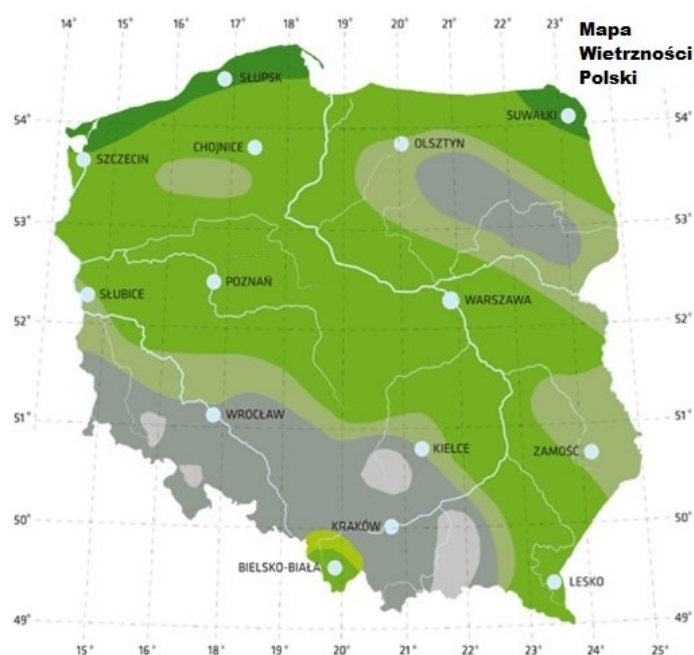 14° 15° 16° 17° 18° 19° 20° 21° 22° 23°
Mapa
Wietrzności
Polski
SŁUPSK
54° 54°
SUWAŁKI
CHOJNICE OLSZTYN
SZCZECIN
53° 53°
POZNAŃ
SŁUBICE WARSZAWA
52° 52°
WROCŁAW
51° 51°
KIELCE ZAMOŚĆ
50° 50°
KRAKÓW
BIELSKO-BIAŁA LESKO
49° 49°
15° 16° 17° 18° 19° 20° 21° 22° 23° 24° 25°